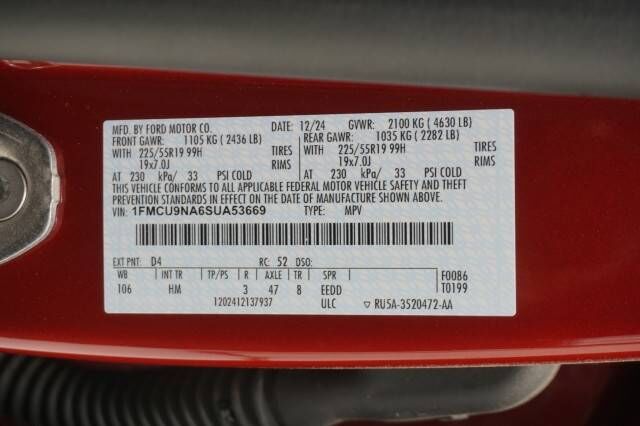 MFD. BY FORD MOTOR CO. DATE: 12/24 GVWR: 2100 KG ( 4630 LB)
FRONT GAWR: 1105 KG ( 2436 LB) REAR GAWR: 1035 KG ( 2282 LB)
WITH 225/55R19 99H TIRES WITH 225/55R19 99H TIRES
19x7.0J RIMS 19x7.0J RIMS
AT 230 kPa/ 33 PSI COLD AT 230 kPa/ 33 PSI COLD
THIS VEHICLE CONFORMS TO ALL APPLICABLE FEDERAL MOTOR VEHICLE SAFETY AND THEFT
PREVENTION STANDARDS IN EFFECT ON THE DATE OF MANUFACTURE SHOWN ABOVE.
VIN: 1FMCU9NA6SUA53669 TYPE: MPV
EXT PNT: D4 RC: 52 DSO:
WB INT TR TP/PS R AXLE TR SPR F0086
106 HM 3 47 8 EEDD T0199
1202412137937 ULC ▽ RU5A-3520472-AA